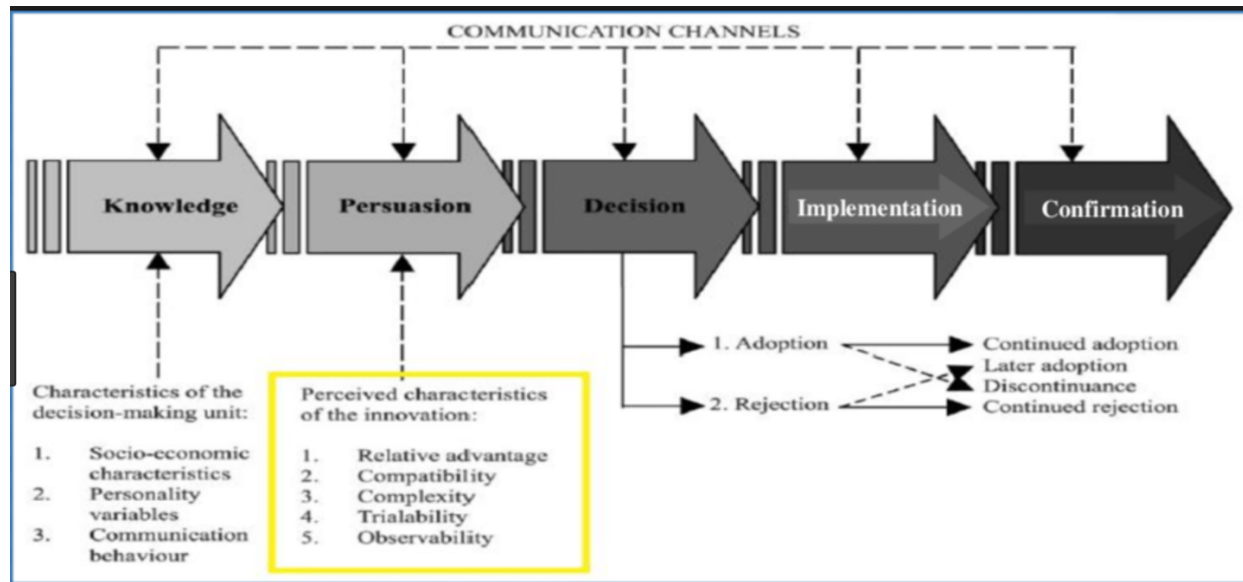 COMMUNICATION CHANNELS
Knowledge
Persuasion
Decision
Implementation
Confirmation
1. Adoption
2. Rejection
Continued adoption
Later adoption
Discontinuance
Continued rejection
Characteristics of the
decision-making unit:
1. Socio-economic
characteristics
2. Personality
variables
3. Communication
behaviour
Perceived characteristics
of the innovation:
1. Relative advantage
2. Compatibility
3. Complexity
4. Trialability
5. Observability